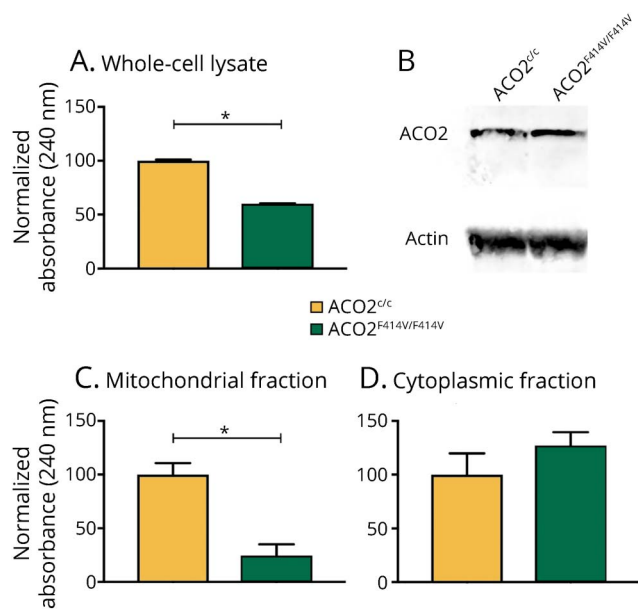 A. Whole-cell lysate
Normalized
absorbance (240 nm)
150
100
50
0
*
B
ACO2c/c
ACO2F414V/F414V
ACO2
Actin
ACO2c/c
ACO2F414V/F414V
C. Mitochondrial fraction
Normalized
absorbance (240 nm)
150
100
50
0
*
D. Cytoplasmic fraction
150
100
50
0